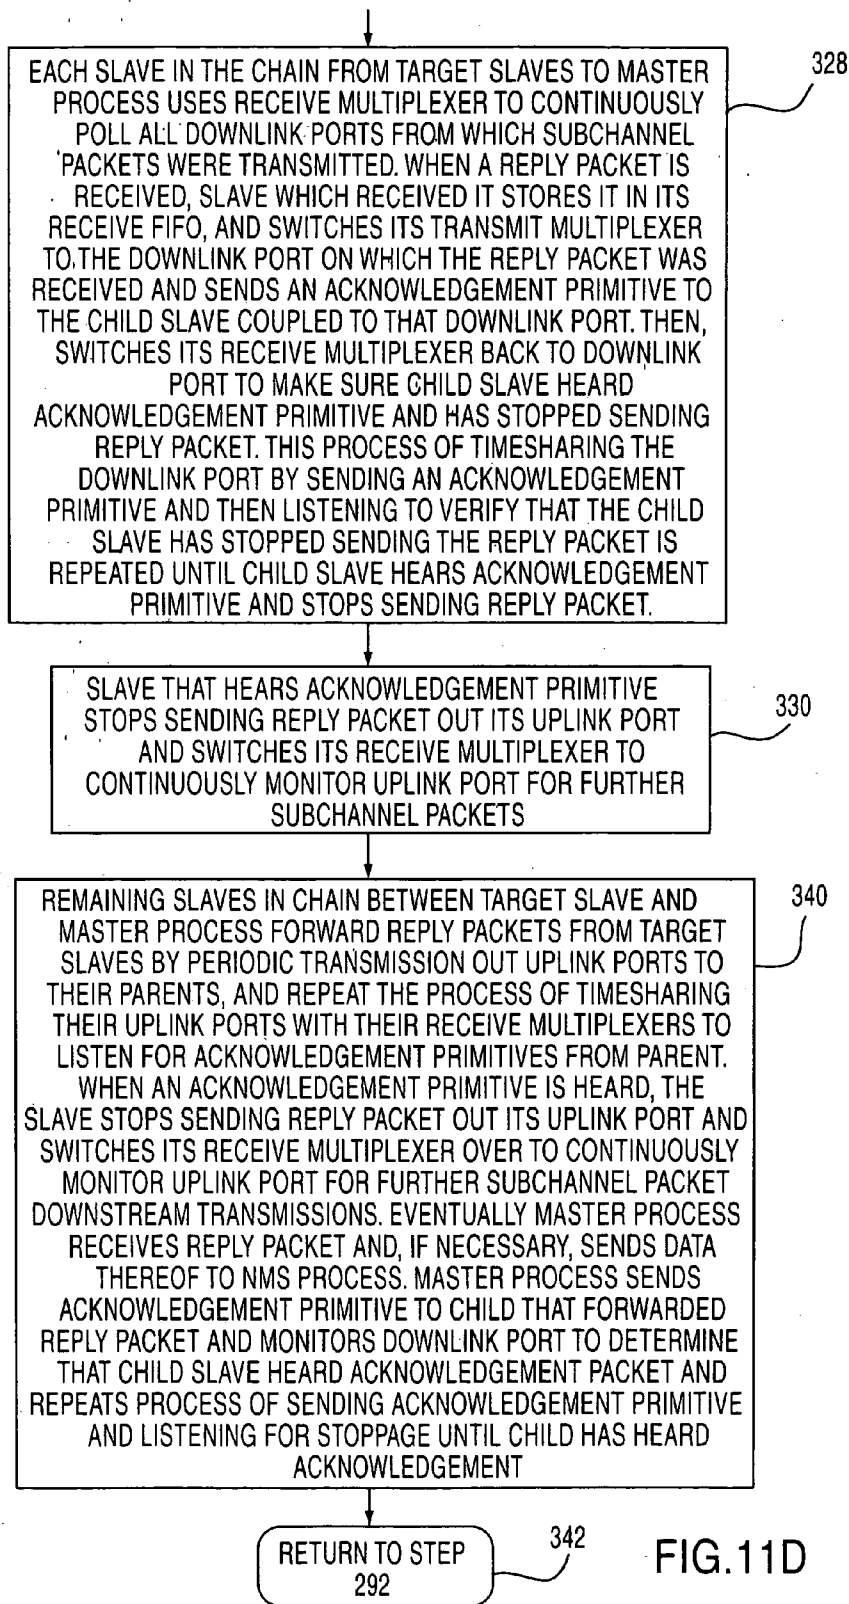 EACH SLAVE IN THE CHAIN FROM TARGET SLAVES TO MASTER
PROCESS USES RECEIVE MULTIPLEXER TO CONTINUOUSLY
POLL ALL DOWNLINK PORTS FROM WHICH SUBCHANNEL
PACKETS WERE TRANSMITTED. WHEN A REPLY PACKET IS
RECEIVED, SLAVE WHICH RECEIVED IT STORES IT IN ITS
RECEIVE FIFO, AND SWITCHES ITS TRANSMIT MULTIPLEXER
TO THE DOWNLINK PORT ON WHICH THE REPLY PACKET WAS
RECEIVED AND SENDS AN ACKNOWLEDGEMENT PRIMITIVE TO
THE CHILD SLAVE COUPLED TO THAT DOWNLINK PORT. THEN,
SWITCHES ITS RECEIVE MULTIPLEXER BACK TO DOWNLINK
PORT TO MAKE SURE CHILD SLAVE HEARD
ACKNOWLEDGEMENT PRIMITIVE AND HAS STOPPED SENDING
REPLY PACKET. THIS PROCESS OF TIMESHARING THE
DOWNLINK PORT BY SENDING AN ACKNOWLEDGEMENT
PRIMITIVE AND THEN LISTENING TO VERIFY THAT THE CHILD
SLAVE HAS STOPPED SENDING THE REPLY PACKET IS
REPEATED UNTIL CHILD SLAVE HEARS ACKNOWLEDGEMENT
PRIMITIVE AND STOPS SENDING REPLY PACKET.
328
SLAVE THAT HEARS ACKNOWLEDGEMENT PRIMITIVE
STOPS SENDING REPLY PACKET OUT ITS UPLINK PORT
AND SWITCHES ITS RECEIVE MULTIPLEXER TO
CONTINUOUSLY MONITOR UPLINK PORT FOR FURTHER
SUBCHANNEL PACKETS
330
REMAINING SLAVES IN CHAIN BETWEEN TARGET SLAVE AND
MASTER PROCESS FORWARD REPLY PACKETS FROM TARGET
SLAVES BY PERIODIC TRANSMISSION OUT UPLINK PORTS TO
THEIR PARENTS, AND REPEAT THE PROCESS OF TIMESHARING
THEIR UPLINK PORTS WITH THEIR RECEIVE MULTIPLEXERS TO
LISTEN FOR ACKNOWLEDGEMENT PRIMITIVES FROM PARENT.
WHEN AN ACKNOWLEDGEMENT PRIMITIVE IS HEARD, THE
SLAVE STOPS SENDING REPLY PACKET OUT ITS UPLINK PORT AND
SWITCHES ITS RECEIVE MULTIPLEXER OVER TO CONTINUOUSLY
MONITOR UPLINK PORT FOR FURTHER SUBCHANNEL PACKET
DOWNSTREAM TRANSMISSIONS. EVENTUALLY MASTER PROCESS
RECEIVES REPLY PACKET AND, IF NECESSARY, SENDS DATA
THEREOF TO NMS PROCESS. MASTER PROCESS SENDS
ACKNOWLEDGEMENT PRIMITIVE TO CHILD THAT FORWARDED
REPLY PACKET AND MONITORS DOWNLINK PORT TO DETERMINE
THAT CHILD SLAVE HEARD ACKNOWLEDGEMENT PACKET AND
REPEATS PROCESS OF SENDING ACKNOWLEDGEMENT PRIMITIVE
AND LISTENING FOR STOPPAGE UNTIL CHILD HAS HEARD
ACKNOWLEDGEMENT
340
RETURN TO STEP
292
342
FIG.11D